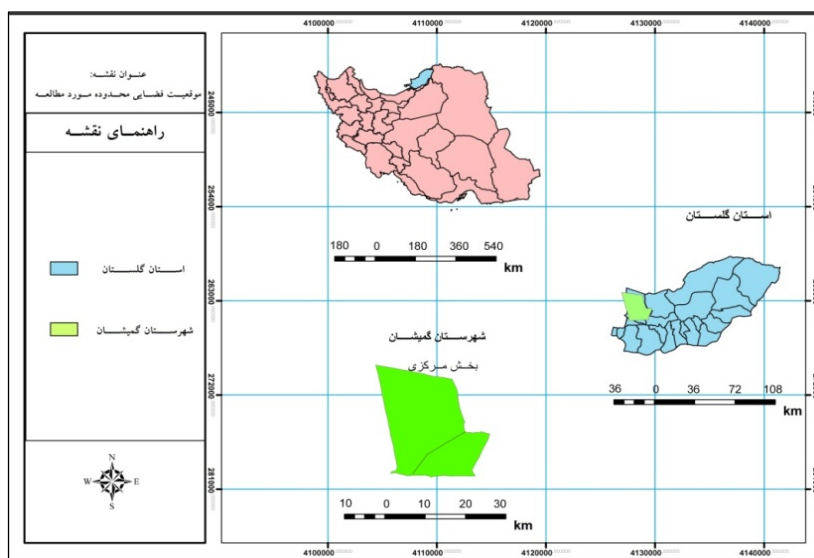 عنوان نقشه:
موقعیت فضایی محدوده مورد مطالعه
راهنمای نقشه
استان گلستان
شهرستان گمیشان
N
W E
S
4100000 4110000 4120000 4130000 4140000
180 0 180 360 540
km
استان گلستان
36 0 36 72 108
km
شهرستان گمیشان
بخش مرکزی
10 0 10 20 30
km
254000
263000
272000
281000
4100000 4110000 4120000 4130000 4140000